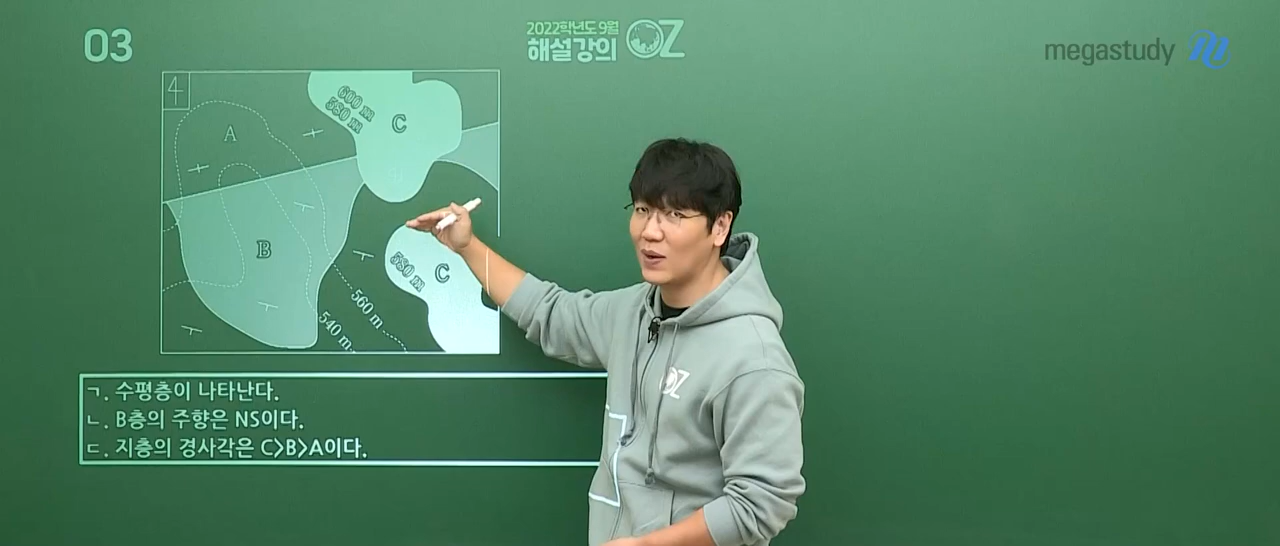 03
2022학년도 9월
해설강의 OZ
megastudy
4
A
600 m
580 m
C
B
580 m
C
560 m
540 m
OZ
ㄱ. 수평층이 나타난다.
ㄴ. B층의 주향은 NS이다.
ㄷ. 지층의 경사각은 C>B>A이다.